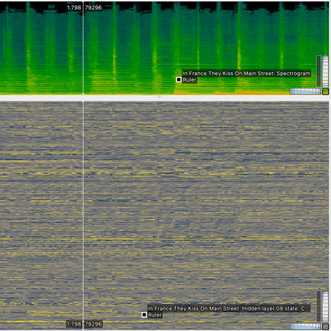 1.798 79296
In France They Kiss On Main Street: Spectrogram
Ruler
In France They Kiss On Main Street: Hidden layer 09 state: C
Ruler
1.798 79296